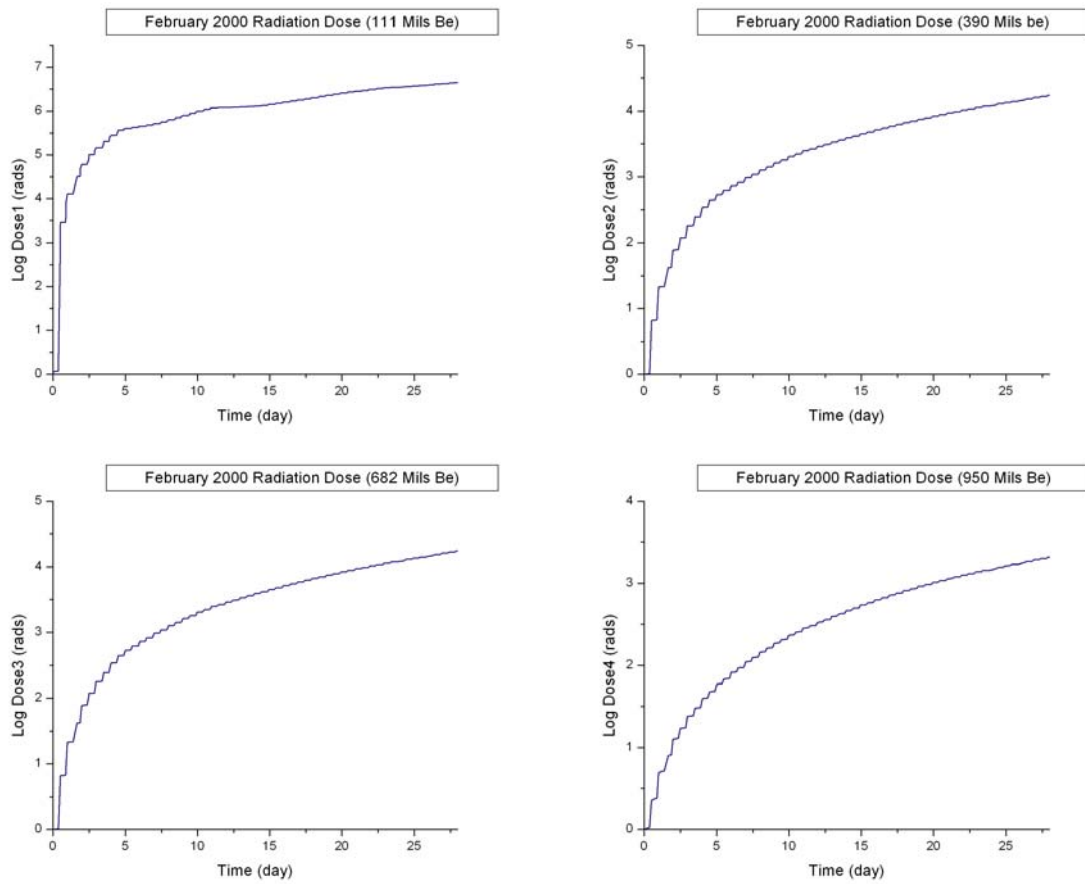 February 2000 Radiation Dose (111 Mils Be)
7
6
5
4
3
2
1
0
Log Dose1 (rads)
0 5 10 15 20 25
Time (day)
February 2000 Radiation Dose (390 Mils be)
5
4
3
2
1
0
Log Dose2 (rads)
0 5 10 15 20 25
Time (day)
February 2000 Radiation Dose (682 Mils Be)
5
4
3
2
1
0
Log Dose3 (rads)
0 5 10 15 20 25
Time (day)
February 2000 Radiation Dose (950 Mils Be)
4
3
2
1
0
Log Dose4 (rads)
0 5 10 15 20 25
Time (day)